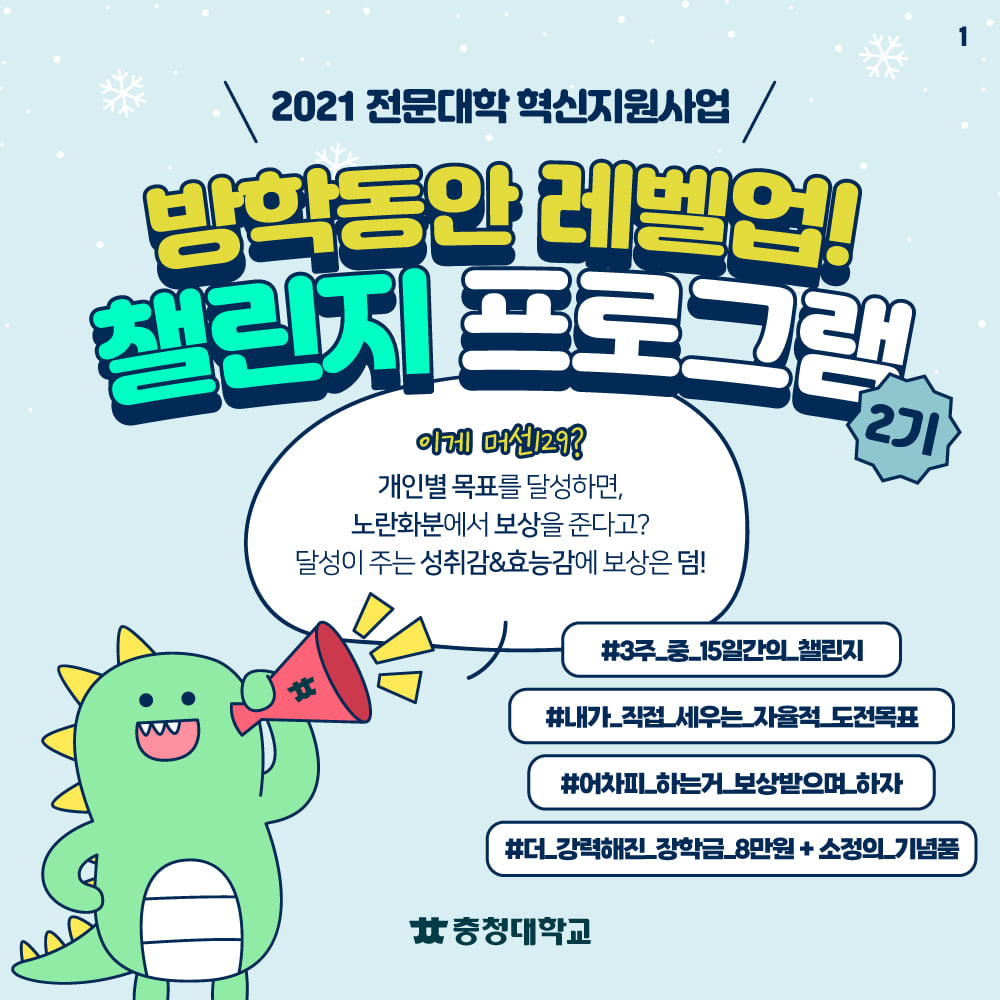 1
2021 전문대학 혁신지원사업
방학동안 레벨업!
챌린지 프로그램
2기
이게 머선129?
개인별 목표를 달성하면,
노란화분에서 보상을 준다고?
달성이 주는 성취감&효능감에 보상은 덤!
#3주_중_15일간의_챌린지
#내가_직접_세우는_자율적_도전목표
#어차피_하는거_보상받으며_하자
#더_강력해진_장학금_8만원 + 소정의_기념품
충청대학교